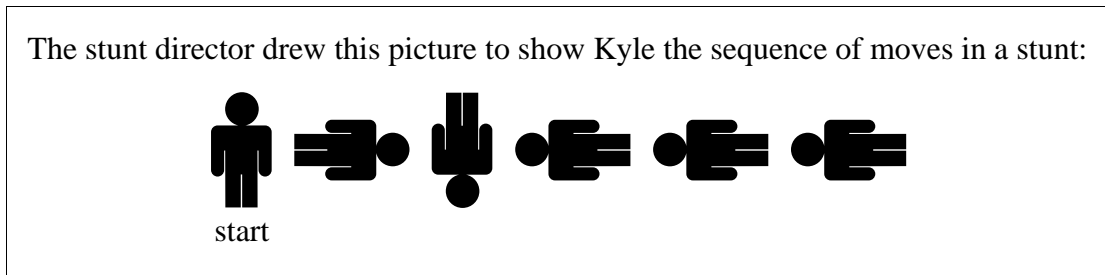 The stunt director drew this picture to show Kyle the sequence of moves in a stunt:
start